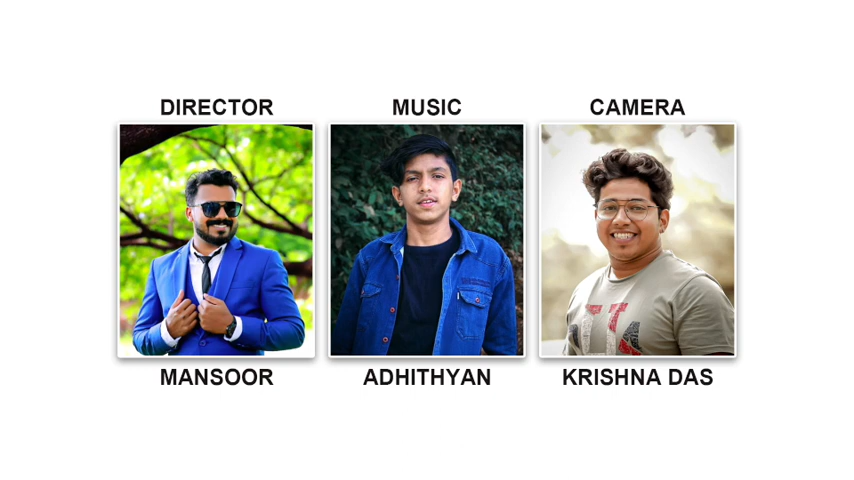 DIRECTOR
MUSIC
CAMERA
MANSOOR
ADHITHYAN
KRISHNA DAS